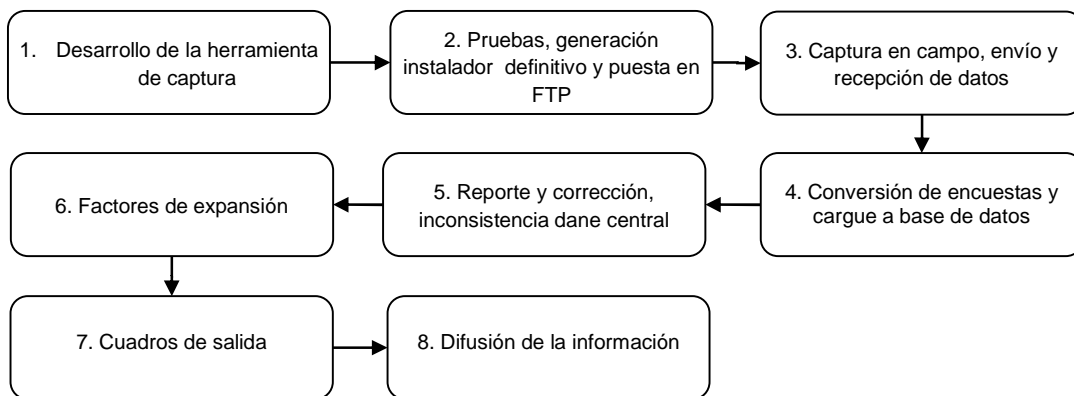 1. Desarrollo de la herramienta
de captura
2. Pruebas, generación
instalador definitivo y puesta en
FTP
3. Captura en campo, envío y
recepción de datos
4. Conversión de encuestas y
cargue a base de datos
5. Reporte y corrección,
inconsistencia dane central
6. Factores de expansión
7. Cuadros de salida
8. Difusión de la información